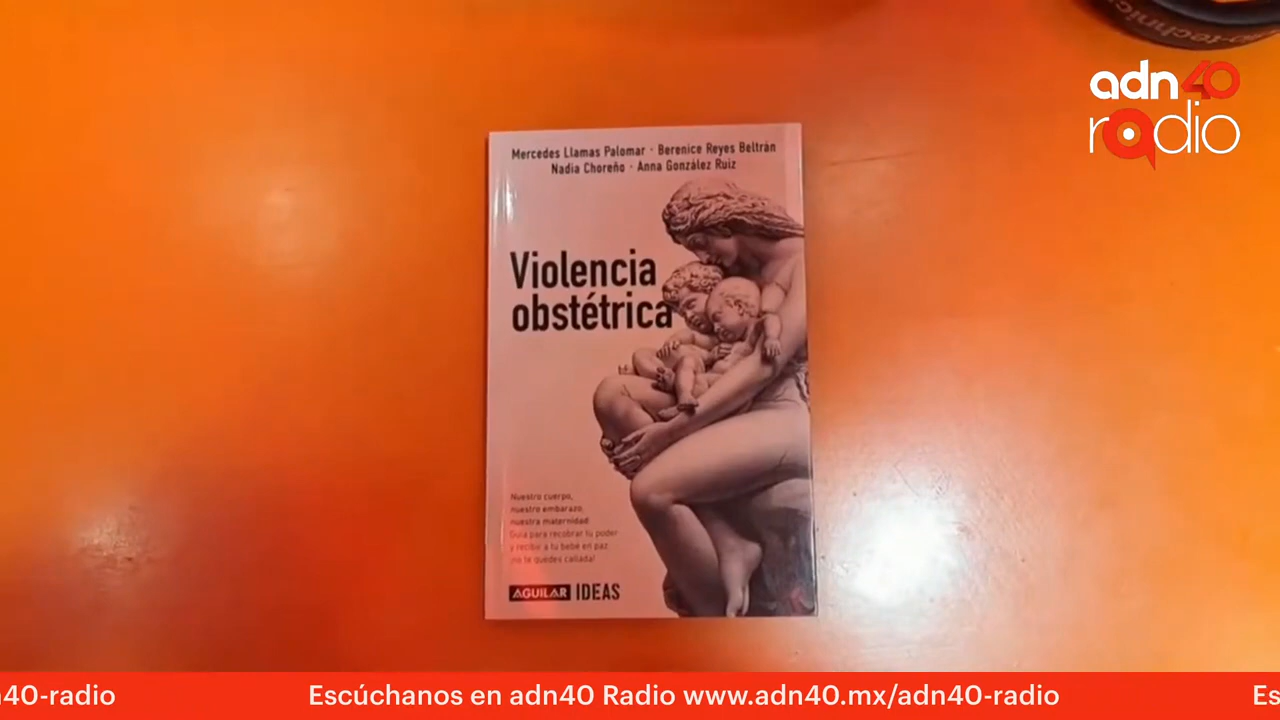 adn40
radio
Mercedes Llamas Palomar · Berenice Reyes Beltrán
Nadia Choreño · Anna González Ruiz
Violencia
obstétrica
Nuestro cuerpo,
nuestro embarazo,
nuestra maternidad
Guía para recobrar tu poder
y recibir a tu bebé en paz
¡no te quedes callada!
AGUILAR IDEAS
n40-radio
Escúchanos en adn40 Radio www.adn40.mx/adn40-radio
Es